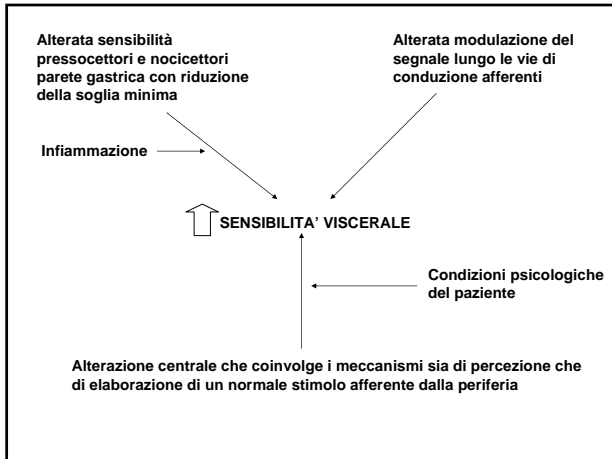 Alterata sensibilità
pressocettori e nocicettori
parete gastrica con riduzione
della soglia minima
Alterata modulazione del
segnale lungo le vie di
conduzione afferenti
Infiammazione
SENSIBILITA’ VISCERALE
Condizioni psicologiche
del paziente
Alterazione centrale che coinvolge i meccanismi sia di percezione che
di elaborazione di un normale stimolo afferente dalla periferia